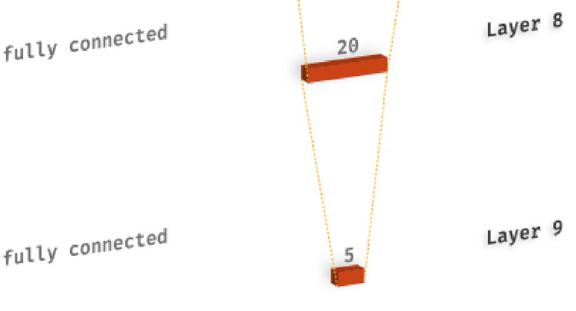 fully connected
20
Layer 8
fully connected
5
Layer 9